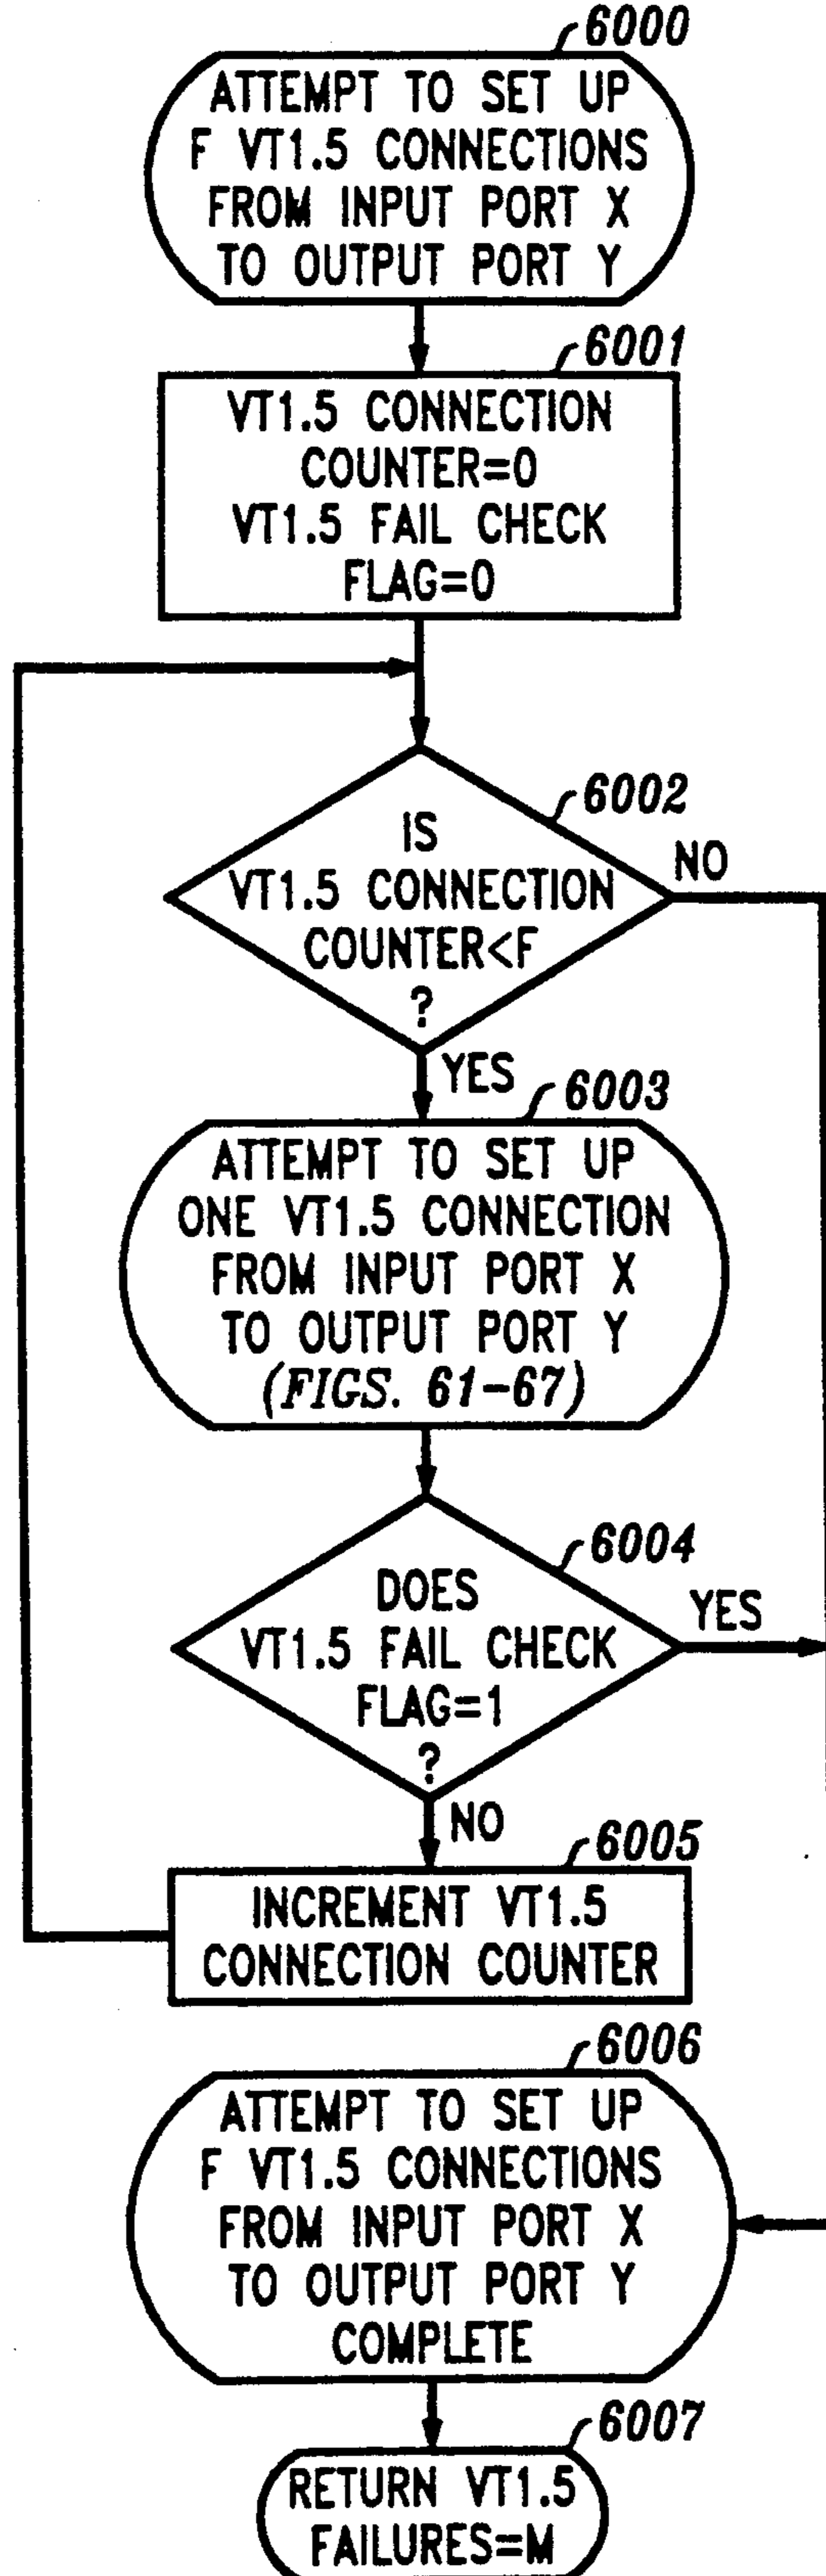 6000
ATTEMPT TO SET UP
F VT1.5 CONNECTIONS
FROM INPUT PORT X
TO OUTPUT PORT Y
6001
VT1.5 CONNECTION
COUNTER=0
VT1.5 FAIL CHECK
FLAG=0
6002
IS
VT1.5 CONNECTION
COUNTER<F
?
NO
YES
6003
ATTEMPT TO SET UP
ONE VT1.5 CONNECTION
FROM INPUT PORT X
TO OUTPUT PORT Y
(FIGS. 61-67)
6004
DOES
VT1.5 FAIL CHECK
FLAG=1
?
YES
NO
6005
INCREMENT VT1.5
CONNECTION COUNTER
6006
ATTEMPT TO SET UP
F VT1.5 CONNECTIONS
FROM INPUT PORT X
TO OUTPUT PORT Y
COMPLETE
6007
RETURN VT1.5
FAILURES=M